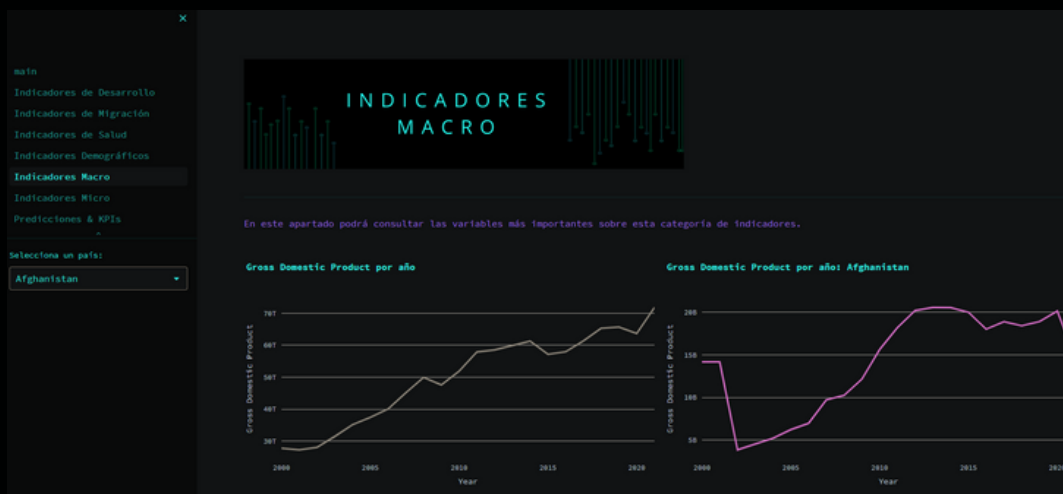 ×
main
Indicadores de Desarrollo
Indicadores de Migración
Indicadores de Salud
Indicadores Demográficos
Indicadores Macro
Indicadores Micro
Predicciones & KPIs
Selecciona un país:
Afghanistan
INDICADORES
MACRO
En este apartado podrá consultar las variables más importantes sobre esta categoría de indicadores.
Gross Domestic Product por año
Gross Domestic Product
70T
60T
50T
40T
30T
2000 2005 2010 2015 2020
Year
Gross Domestic Product por año: Afghanistan
Gross Domestic Product
20B
15B
10B
5B
2000 2005 2010 2015
Year